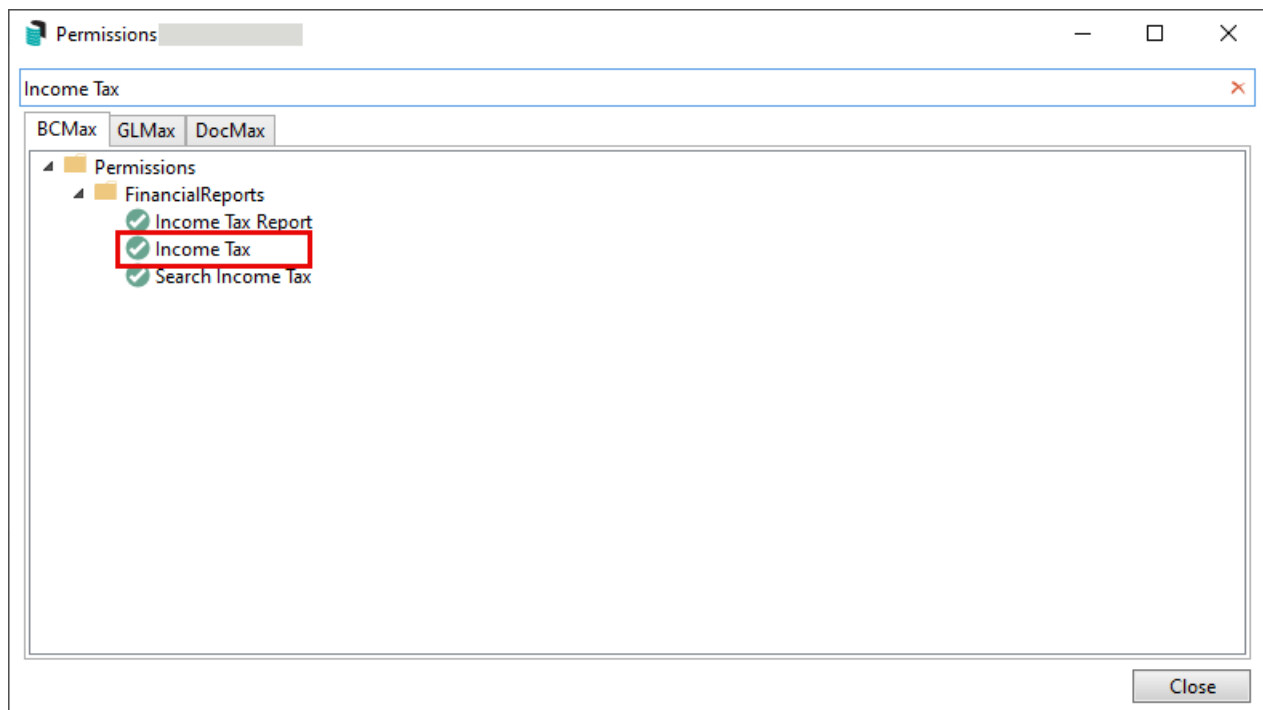 Permissions
Income Tax
BCMax GLMax DocMax
Permissions
FinancialReports
Income Tax Report
Income Tax
Search Income Tax
Close